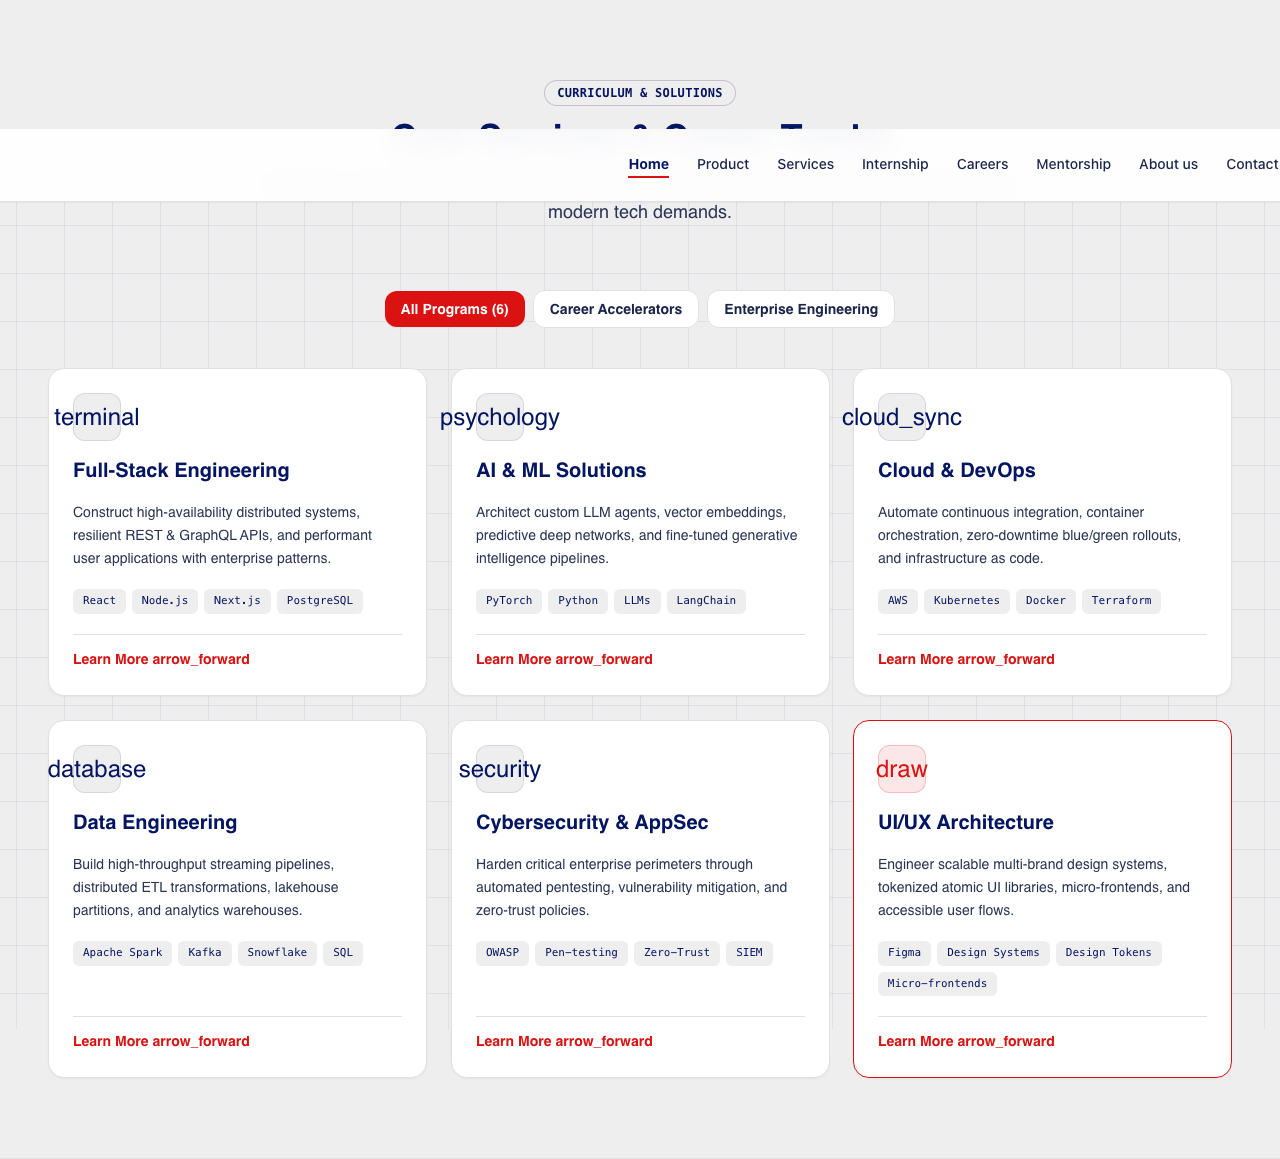 CURRICULUM & SOLUTIONS
Home Product Services Internship Careers Mentorship About us Contact
modern tech demands.
All Programs (6) Career Accelerators Enterprise Engineering
terminal
Full-Stack Engineering
Construct high-availability distributed systems,
resilient REST & GraphQL APIs, and performant
user applications with enterprise patterns.
React Node.js Next.js PostgreSQL
Learn More arrow_forward
psychology
AI & ML Solutions
Architect custom LLM agents, vector embeddings,
predictive deep networks, and fine-tuned generative
intelligence pipelines.
PyTorch Python LLMs LangChain
Learn More arrow_forward
cloud_sync
Cloud & DevOps
Automate continuous integration, container
orchestration, zero-downtime blue/green rollouts,
and infrastructure as code.
AWS Kubernetes Docker Terraform
Learn More arrow_forward
database
Data Engineering
Build high-throughput streaming pipelines,
distributed ETL transformations, lakehouse
partitions, and analytics warehouses.
Apache Spark Kafka Snowflake SQL
Learn More arrow_forward
security
Cybersecurity & AppSec
Harden critical enterprise perimeters through
automated pentesting, vulnerability mitigation, and
zero-trust policies.
OWASP Pen-testing Zero-Trust SIEM
Learn More arrow_forward
draw
UI/UX Architecture
Engineer scalable multi-brand design systems,
tokenized atomic UI libraries, micro-frontends, and
accessible user flows.
Figma Design Systems Design Tokens
Micro-frontends
Learn More arrow_forward